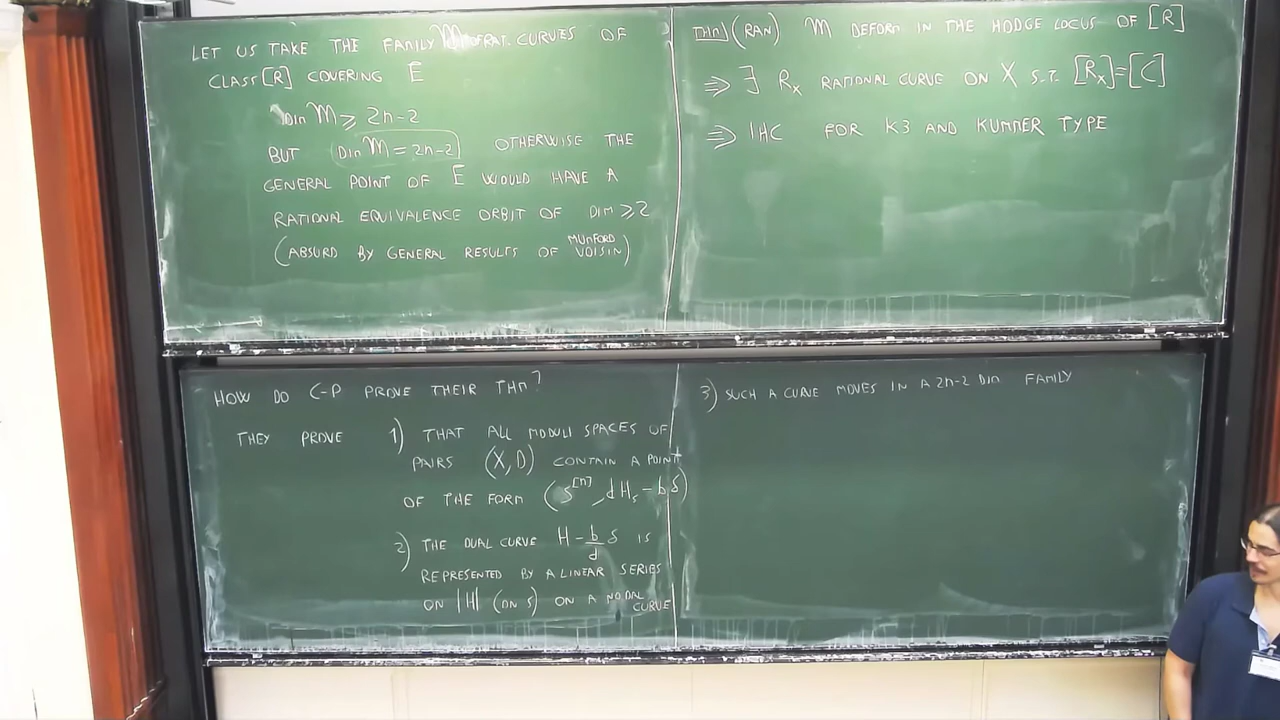 LET US TAKE THE FAMILY M OF RAT. CURVES OF
CLASS [R] COVERING E
DIM M ≥ 2n-2
BUT DIM M = 2n-2 OTHERWISE THE
GENERAL POINT OF E WOULD HAVE A
RATIONAL EQUIVALENCE ORBIT OF DIM ≥ 2
(ABSURD BY GENERAL RESULTS OF MUMFORD VOISIN)
THM) (RAN) M DEFORM IN THE HODGE LOCUS OF [R]
⇒ ∃ Rx RATIONAL CURVE ON X S.T. [Rx]=[C]
⇒ IHC FOR K3 AND KUMMER TYPE
HOW DO C-P PROVE THEIR THM?
THEY PROVE 1) THAT ALL MODULI SPACES OF
PAIRS (X,D) CONTAIN A POINT
OF THE FORM (S^[n], dH_s - bδ)
2) THE DUAL CURVE H - b/d δ IS
REPRESENTED BY A LINEAR SERIES
ON |H| (ON S) ON A NODAL CURVE
3) SUCH A CURVE MOVES IN A 2n-2 DIM FAMILY